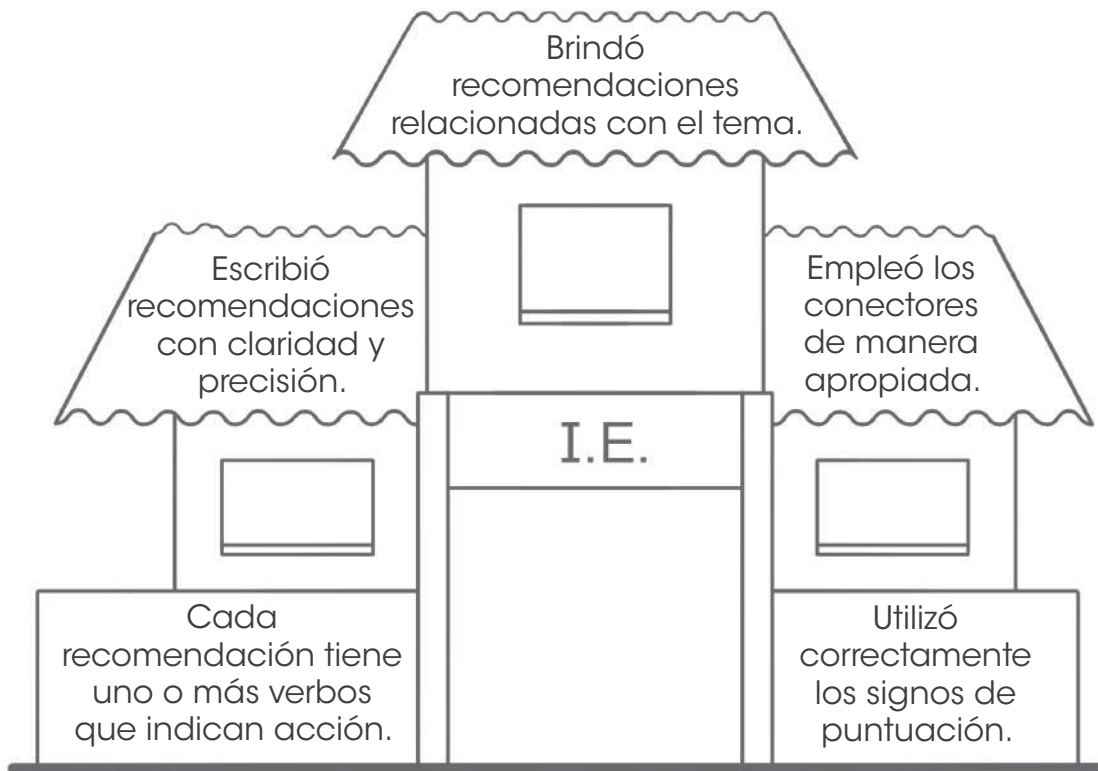 Brindó
recomendaciones
relacionadas con el tema.
Escribió
recomendaciones
con claridad y
precisión.
Empleó los
conectores
de manera
apropiada.
I.E.
Cada
recomendación tiene
uno o más verbos
que indican acción.
Utilizó
correctamente
los signos de
puntuación.